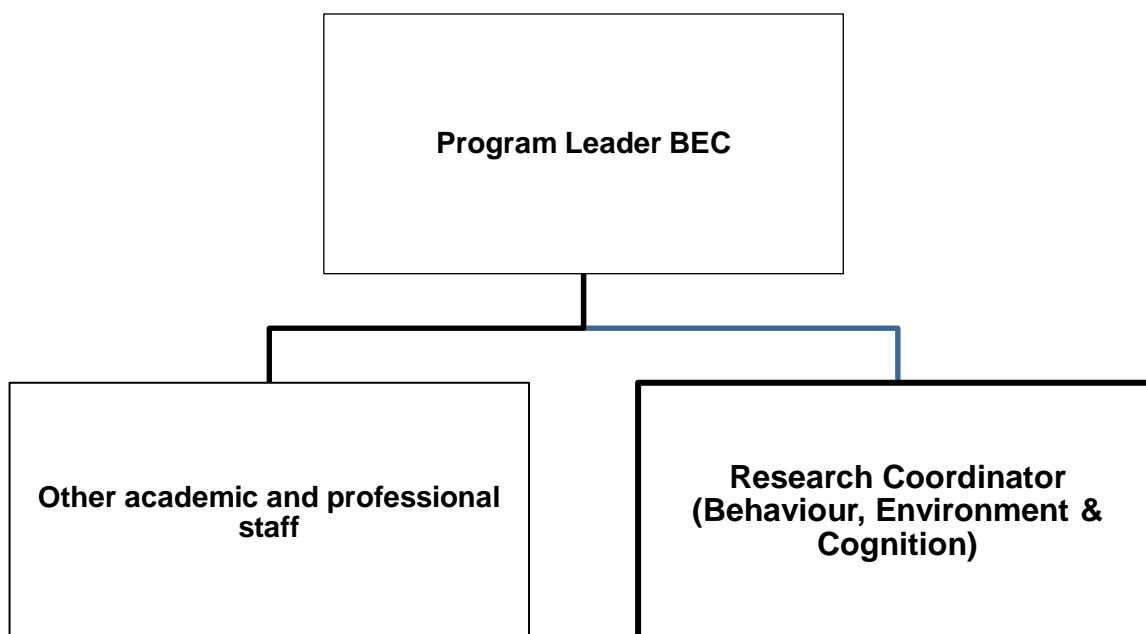 Program Leader BEC
Other academic and professional
staff
Research Coordinator
(Behaviour, Environment &
Cognition)